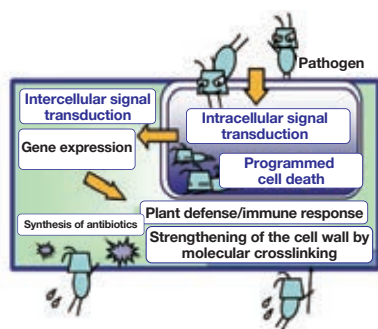 Pathogen
Intercellular signal
transduction
Gene expression
Intracellular signal
transduction
Programmed
cell death
Plant defense/immune response
Synthesis of antibiotics
Strengthening of the cell wall by
molecular crosslinking